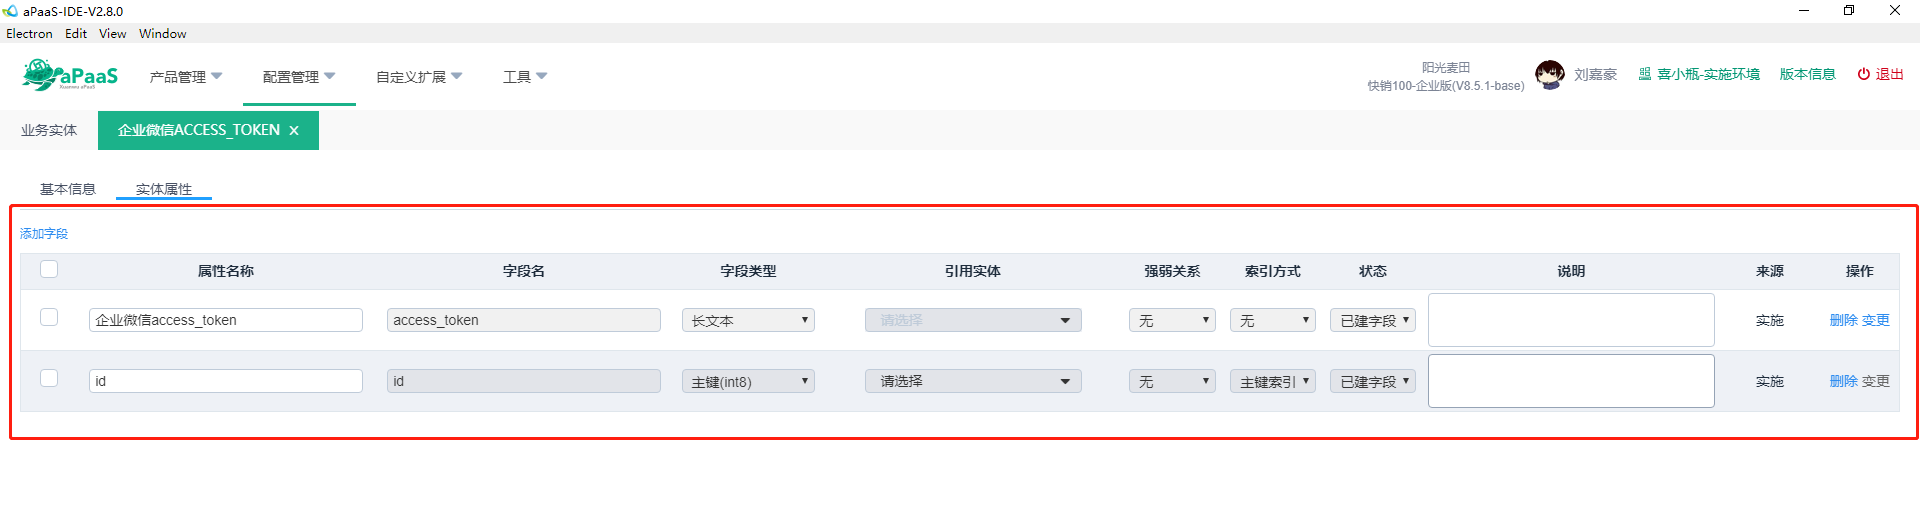 aPaaS-IDE-V2.8.0
Electron Edit View Window
aPaaS
Xuanwu aPaaS
产品管理 配置管理 自定义扩展 工具
阳光麦田
快销100-企业版(V8.5.1-base)
刘嘉豪 喜小瓶-实施环境 版本信息 退出
业务实体 企业微信ACCESS_TOKEN ×
基本信息 实体属性
添加字段
属性名称 字段名 字段类型 引用实体 强弱关系 索引方式 状态 说明 来源 操作
企业微信access_token access_token 长文本 请选择 无 无 已建字段 实施 删除 变更
id id 主键(int8) 请选择 无 主键索引 已建字段 实施 删除 变更